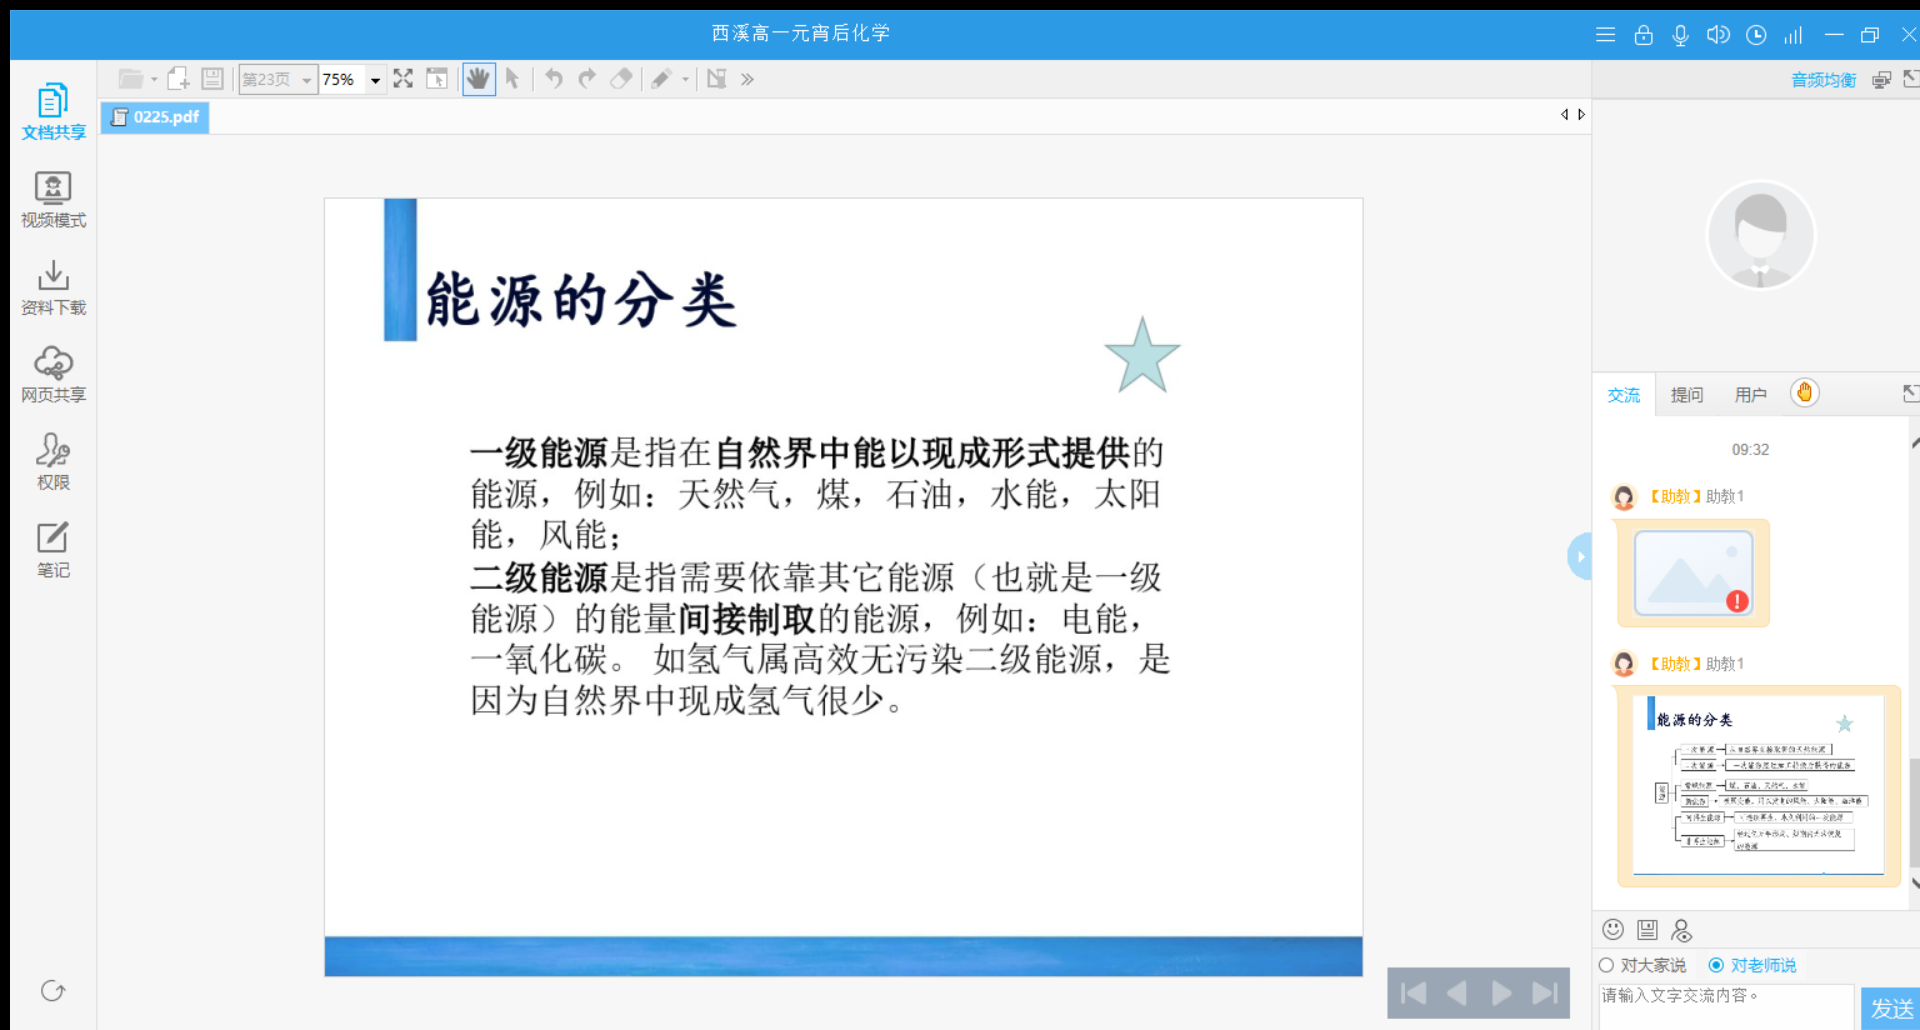 西溪高一元宵后化学
第23页
75%
音频均衡
0225.pdf
文档共享
视频模式
资料下载
网页共享
权限
笔记
能源的分类
一级能源是指在自然界中能以现成形式提供的
能源，例如：天然气，煤，石油，水能，太阳
能，风能；
二级能源是指需要依靠其它能源（也就是一级
能源）的能量间接制取的能源，例如：电能，
一氧化碳。 如氢气属高效无污染二级能源，是
因为自然界中现成氢气很少。
交流
提问
用户
09:32
【助教】助教1
【助教】助教1
能源的分类
对大家说
对老师说
请输入文字交流内容。
发送